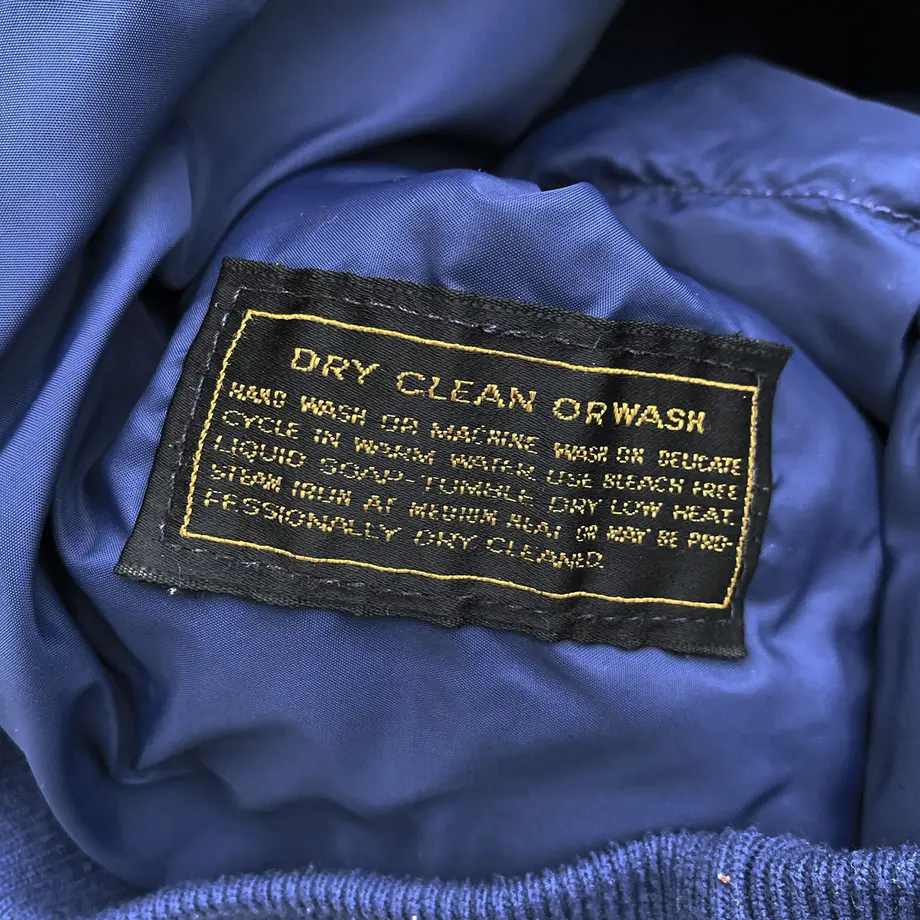 DRY CLEAN OR WASH
HAND WASH OR MACHINE WASH ON DELICATE
CYCLE IN WARM WATER. USE BLEACH FREE
LIQUID SOAP-TUMBLE DRY LOW HEAT.
STEAM IRON AT MEDIUM HEAT OR MAY BE PRO-
FESSIONALLY DRY CLEANED.